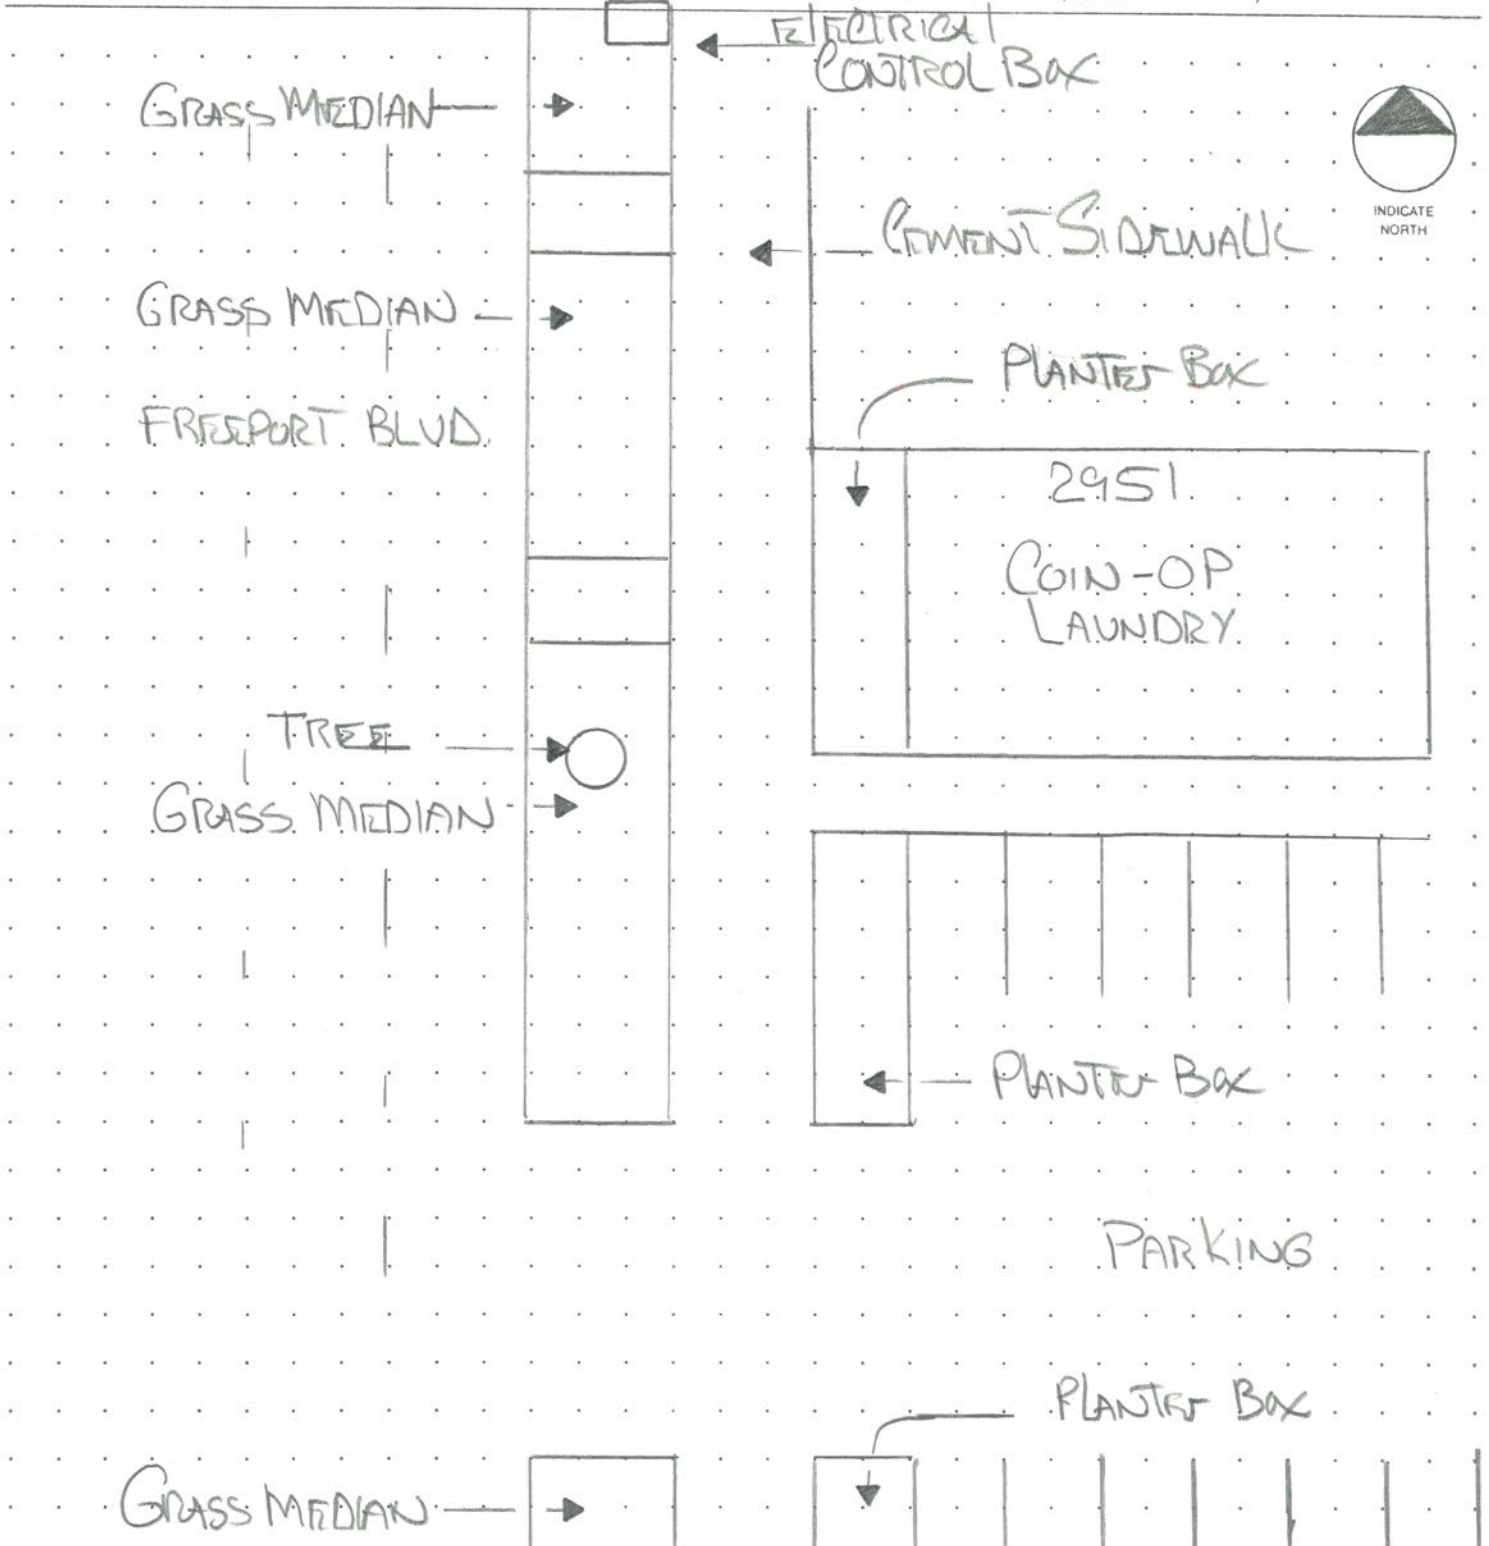 ELECTRICAL
CONTROL BOX
GRASS MEDIAN
INDICATE
NORTH
CEMENT SIDEWALK
GRASS MEDIAN
PLANTER BOX
FREEPORT BLVD.
2951
COIN-OP
LAUNDRY
TREE
GRASS MEDIAN
PLANTER BOX
PARKING
PLANTER BOX
GRASS MEDIAN